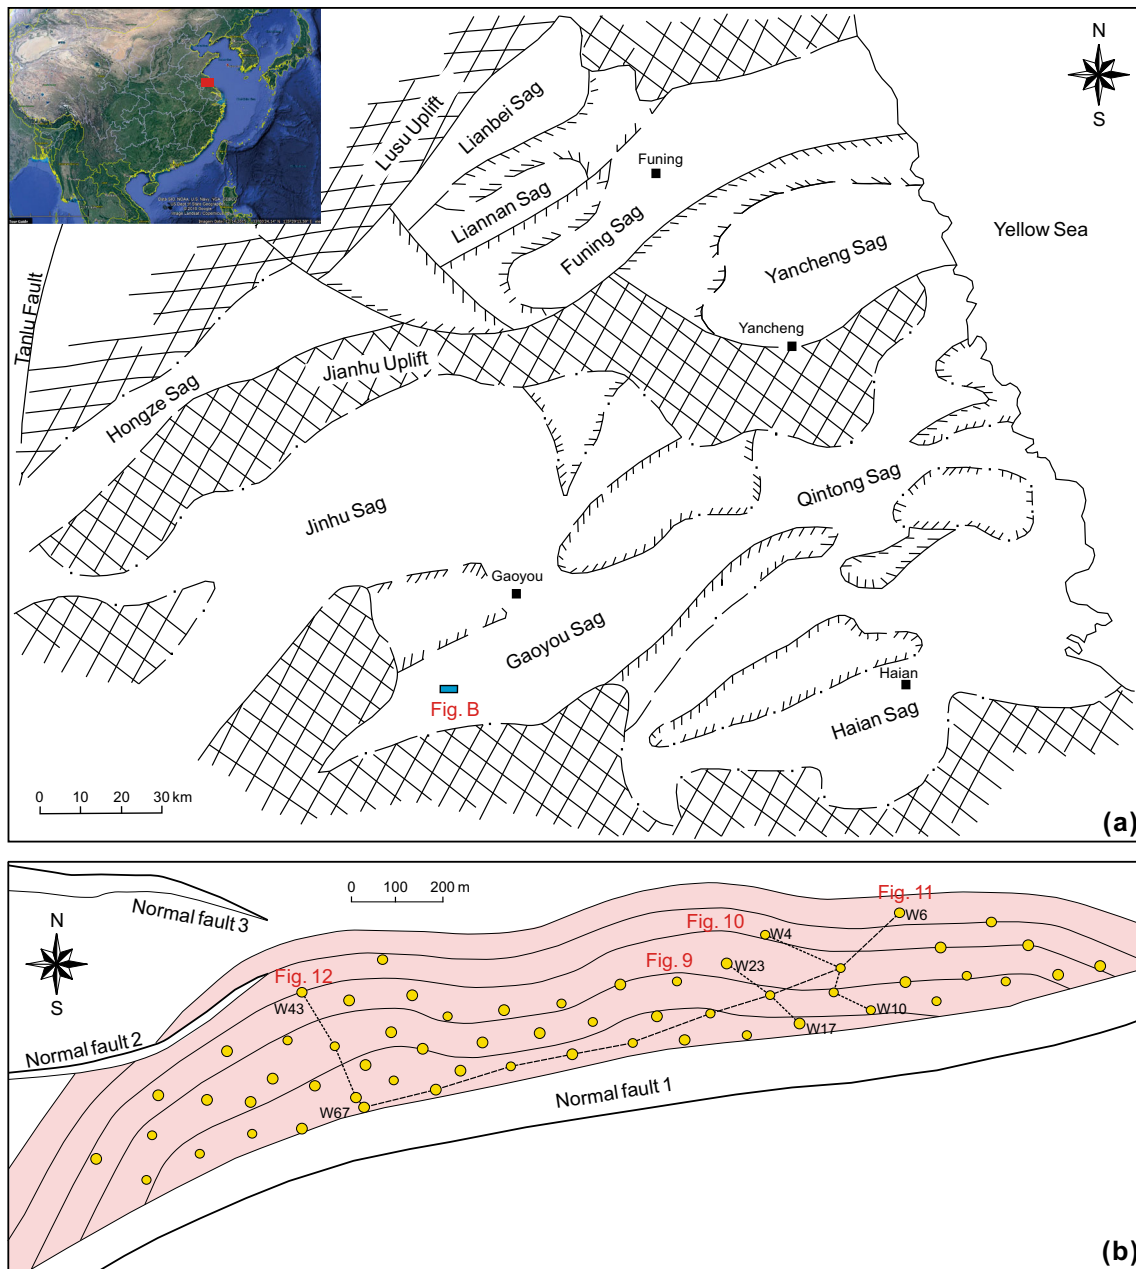 N
S
Lusu Uplift
Lianbei Sag
Funing
Liannan Sag
Funing Sag
Yellow Sea
Yancheng Sag
Tanlu Fault
Yancheng
Jianhu Uplift
Hongze Sag
Qintong Sag
Jinhu Sag
Gaoyou
Gaoyou Sag
Haian
Fig. B
Haian Sag
0 10 20 30 km
(a)
0 100 200 m
Normal fault 3
Fig. 11
W6
N
S
Fig. 10
W4
Fig. 9
W23
Fig. 12
W43
W10
W17
Normal fault 2
Normal fault 1
W67
(b)